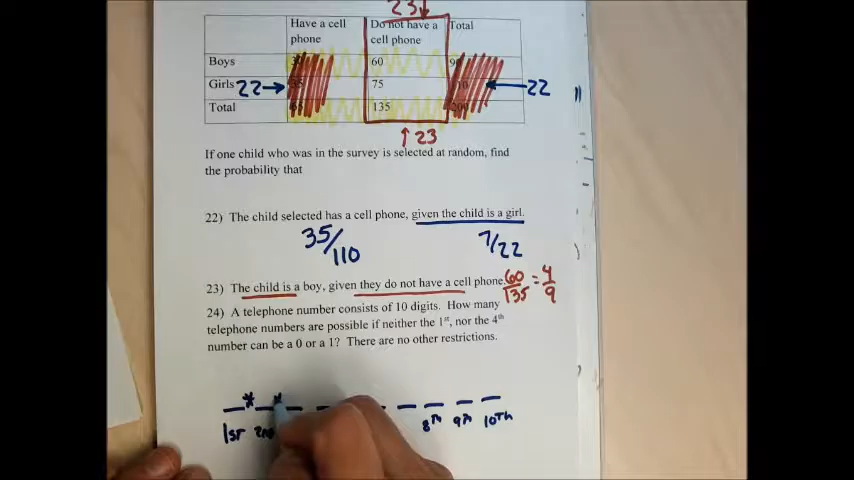 23
Have a cell Do not have a Total
phone cell phone
Boys 60
Girls 22 75 22
Total 135
23
If one child who was in the survey is selected at random, find
the probability that
22) The child selected has a cell phone, given the child is a girl.
35/110 7/22
23) The child is a boy, given they do not have a cell phone. 60/135 = 4/9
24) A telephone number consists of 10 digits. How many
telephone numbers are possible if neither the 1st, nor the 4th
number can be a 0 or a 1? There are no other restrictions.
1st 8th 9th 10th